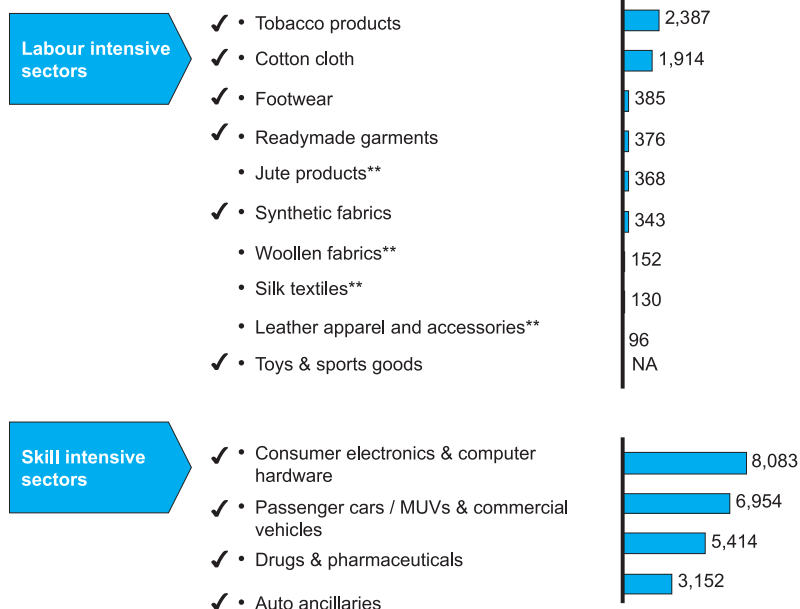 Labour intensive
sectors
✓ • Tobacco products 2,387
✓ • Cotton cloth 1,914
✓ • Footwear 385
✓ • Readymade garments 376
• Jute products** 368
✓ • Synthetic fabrics 343
• Woollen fabrics** 152
• Silk textiles** 130
• Leather apparel and accessories** 96
✓ • Toys & sports goods NA
Skill intensive
sectors
✓ • Consumer electronics & computer 8,083
hardware
✓ • Passenger cars / MUVs & commercial 6,954
vehicles
✓ • Drugs & pharmaceuticals 5,414
✓ • Auto ancillaries 3,152